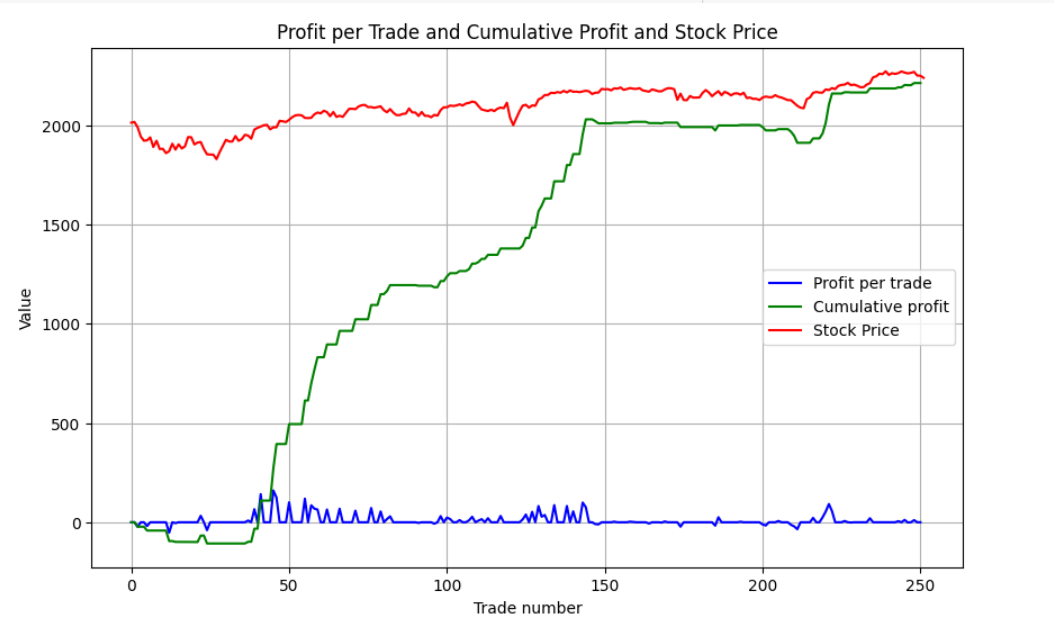 Profit per Trade and Cumulative Profit and Stock Price
Value
2000
1500
1000
500
0
Profit per trade
Cumulative profit
Stock Price
0 50 100 150 200 250
Trade number